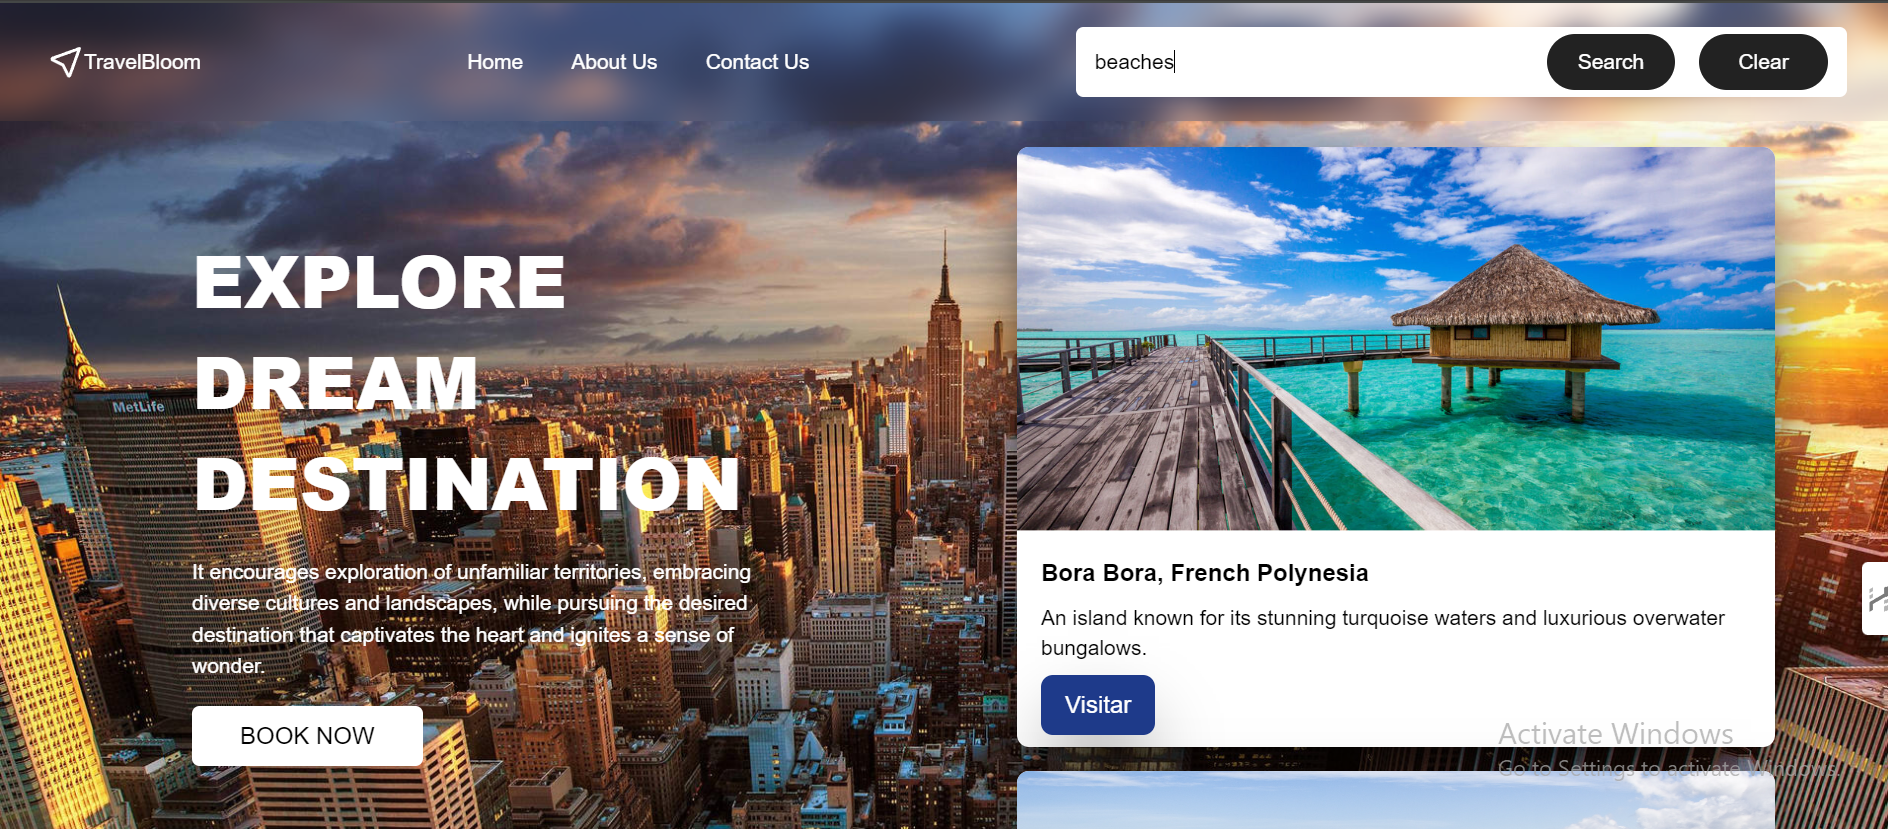 TravelBloom
Home
About Us
Contact Us
beaches
Search
Clear
EXPLORE
DREAM
DESTINATION
MetLife
It encourages exploration of unfamiliar territories, embracing
diverse cultures and landscapes, while pursuing the desired
destination that captivates the heart and ignites a sense of
wonder.
BOOK NOW
Bora Bora, French Polynesia
An island known for its stunning turquoise waters and luxurious overwater
bungalows.
Visitar
Activate Windows
Go to Settings to activate Windows.